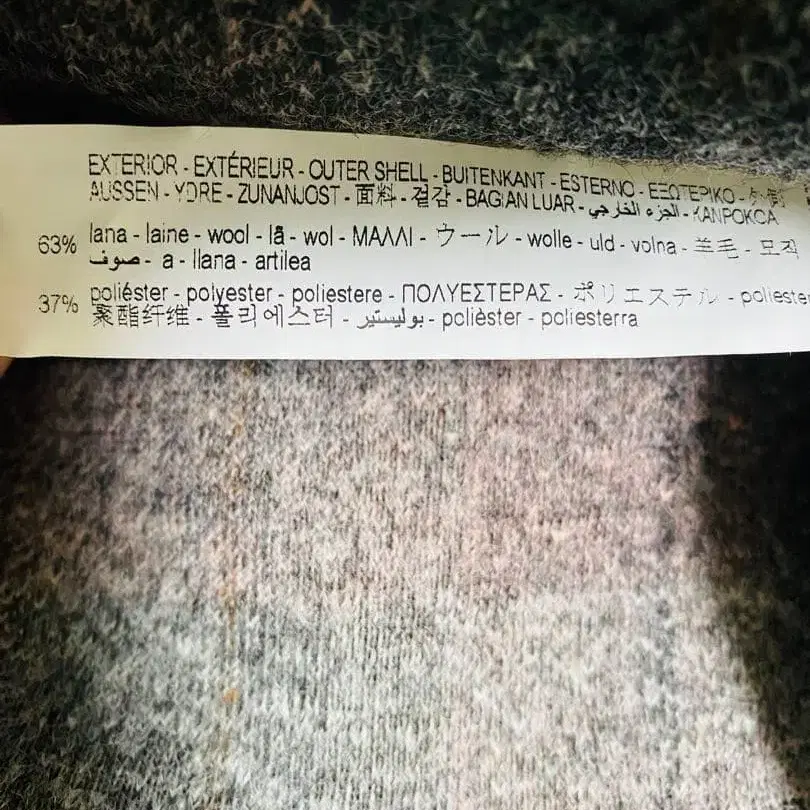 EXTERIOR - EXTÉRIEUR - OUTER SHELL - BUITENKANT - ESTERNO - ΕΞΩΤΕΡΙΚΟ -
AUSSEN - YDRE - ZUNANJOST - 面料 - 겉감 - BAGIAN LUAR - الجزء الخارجي - KANPOKOA
63% lana - laine - wool - lã - wol - ΜΑΛΛΙ - ウール - wolle - uld - volna - 羊毛 - 모직
صوف - a - llana - artilea
37% poliéster - polyester - poliestere - ΠΟΛΥΕΣΤΕΡΑΣ - ポリエステル - poliester
聚酯纤维 - 폴리에스터 - بوليستير - polièster - poliesterra